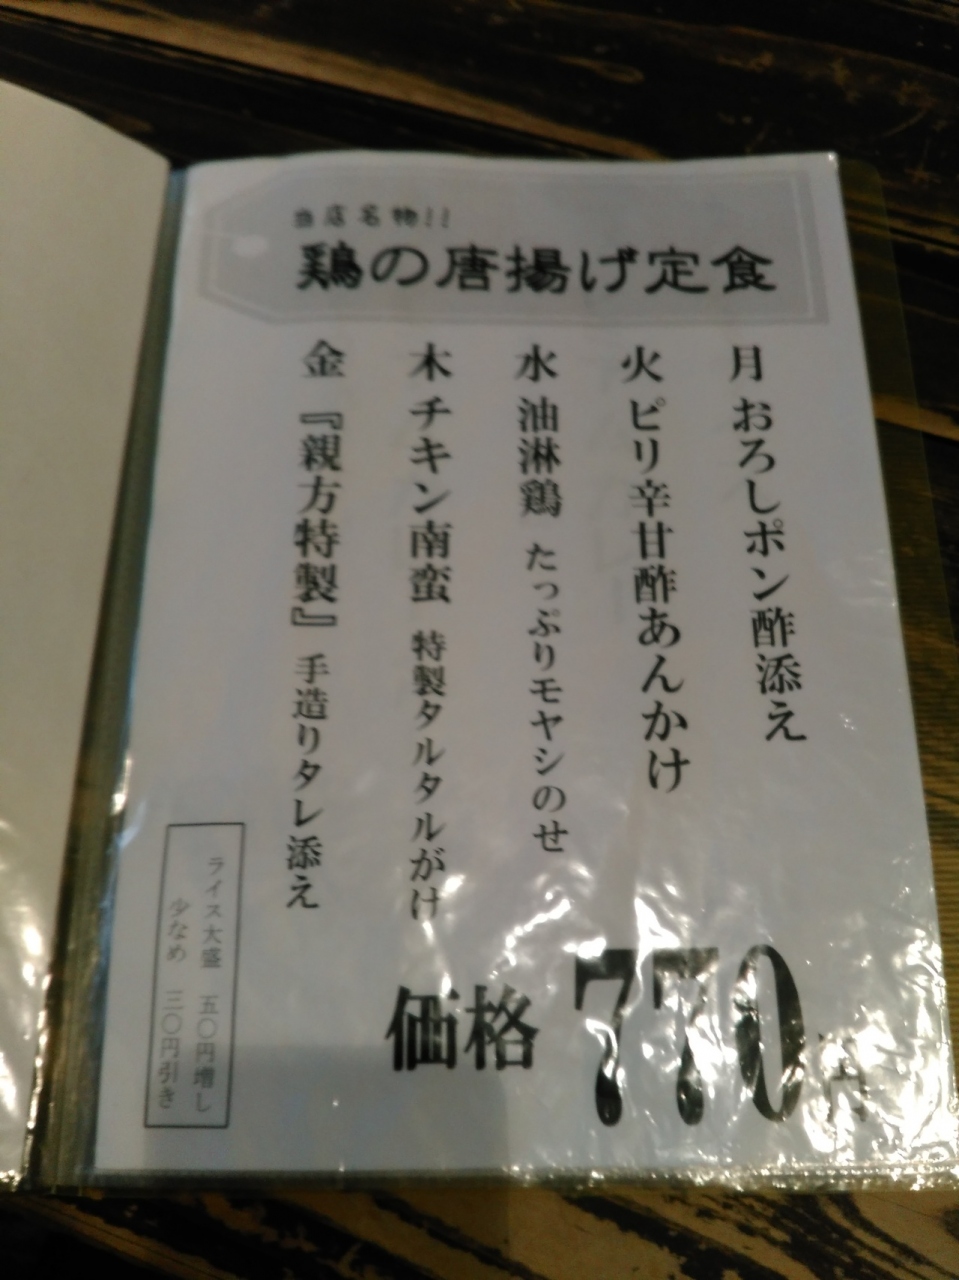 当店名物!!
鶏の唐揚げ定食
月 おろしポン酢添え
火 ピリ辛甘酢あんかけ
水 油淋鶏 たっぷりモヤシのせ
木 チキン南蛮 特製タルタルがけ
金 『親方特製』 手造りタレ添え
価格 770円
ライス大盛 五〇円増し
少なめ 三〇円引き